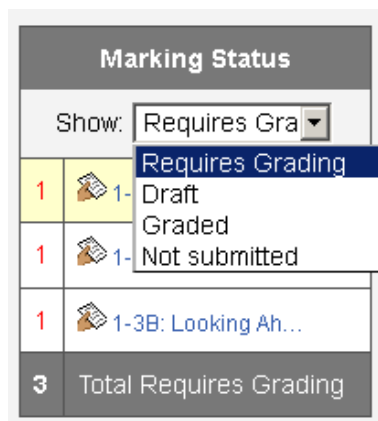 Marking Status
Show: Requires Gra
Requires Grading
Draft
Graded
Not submitted
1 1-
1 1-
1 1-3B: Looking Ah...
3 Total Requires Grading